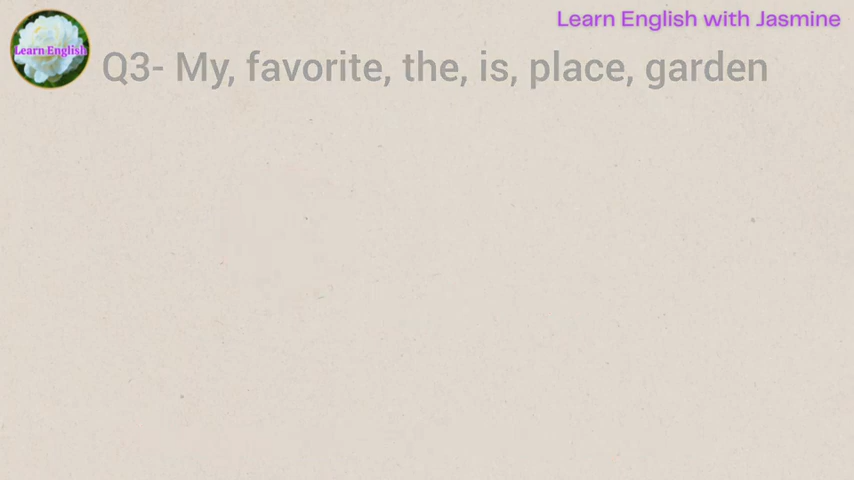 Learn English with Jasmine
Learn English
Q3- My, favorite, the, is, place, garden